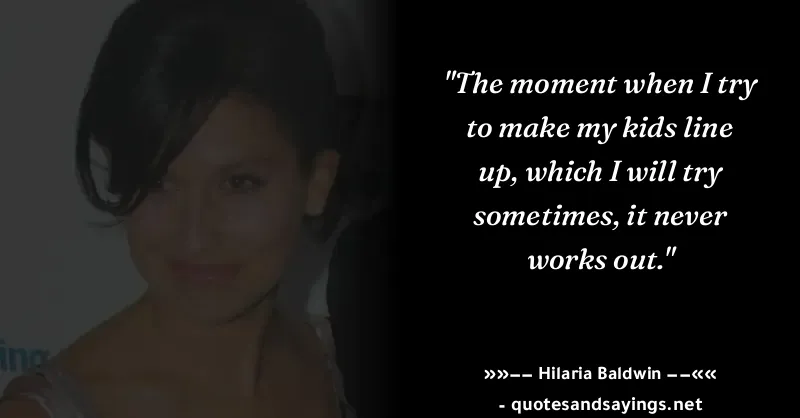 "The moment when I try
to make my kids line
up, which I will try
sometimes, it never
works out."
»»–– Hilaria Baldwin ––««
- quotesandsayings.net
ing